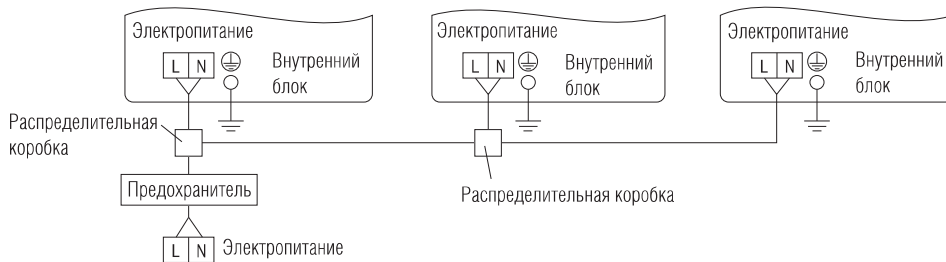 Электропитание
L N
Внутренний
блок
Электропитание
L N
Внутренний
блок
Электропитание
L N
Внутренний
блок
Распределительная
коробка
Распределительная коробка
Предохранитель
L N
Электропитание